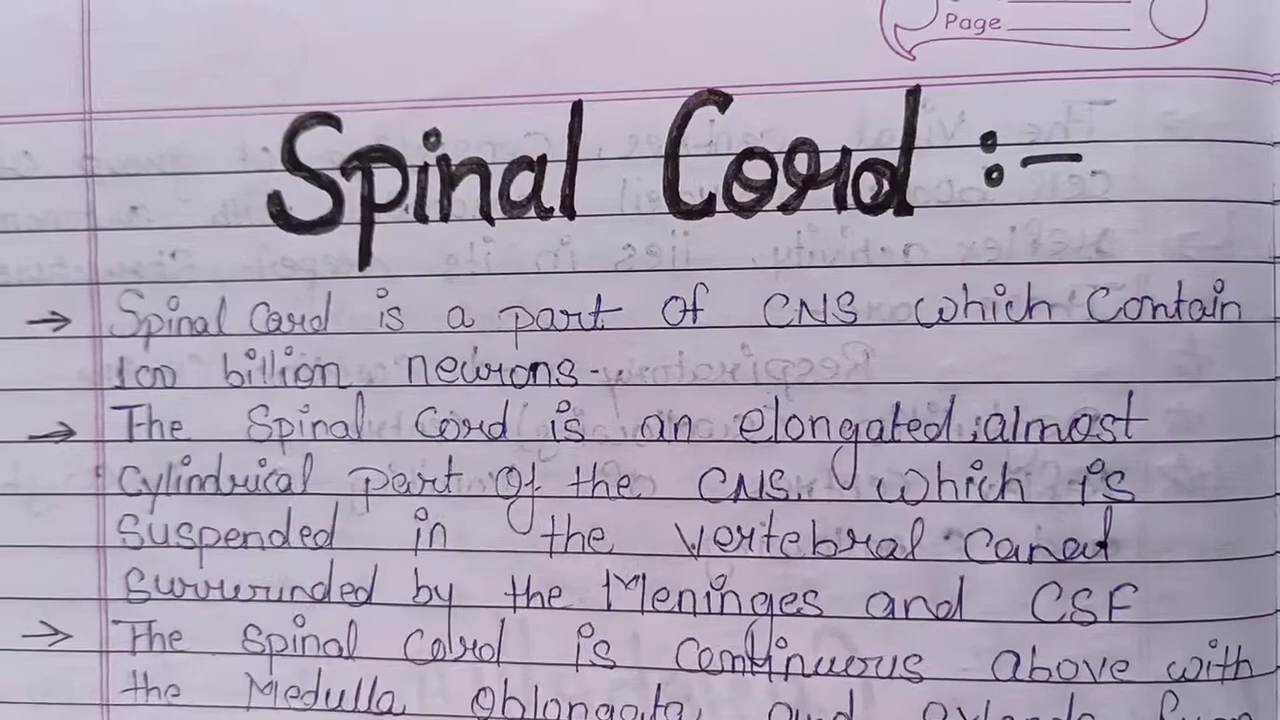 Page
Spinal Cord :-
→ Spinal Cord is a part of CNS which Contain
100 billion neurons.
→ The Spinal Cord is an elongated, almost
Cylindrical part of the CNS, which is
suspended in the vertebral canal
surrounded by the Meninges and CSF
→ The spinal cord is continuous above with
the Medulla oblongata, and